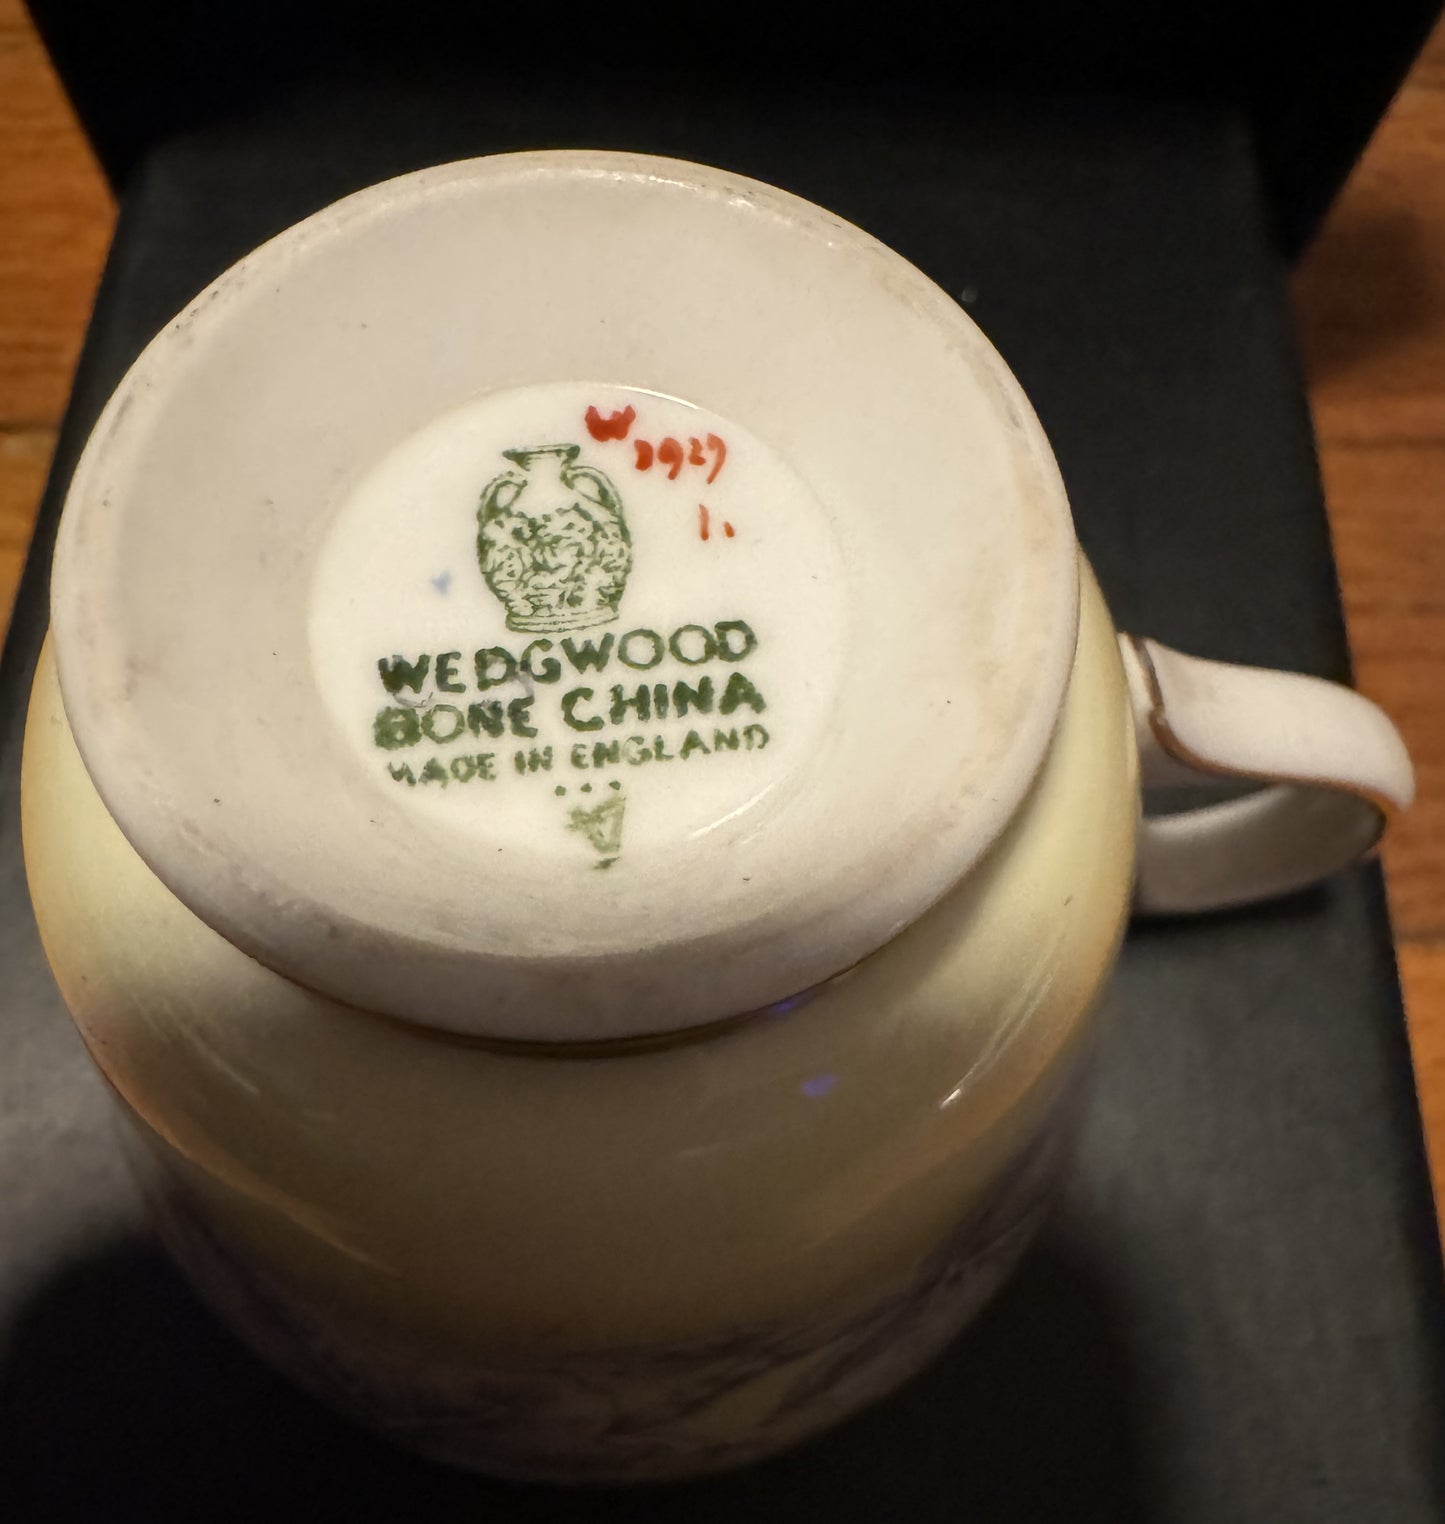 W3927
1.
WEDGWOOD
BONE CHINA
MADE IN ENGLAND